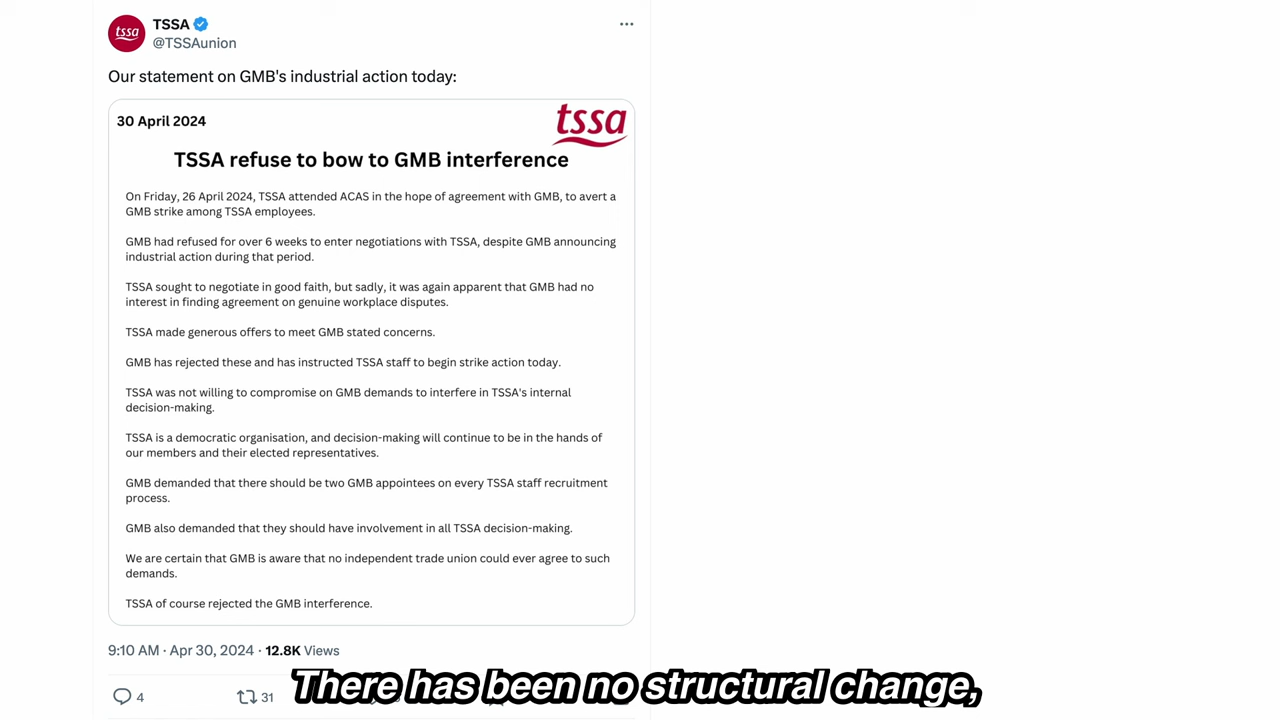 tssa
TSSA
@TSSAunion
Our statement on GMB's industrial action today:
30 April 2024
tssa
TSSA refuse to bow to GMB interference
On Friday, 26 April 2024, TSSA attended ACAS in the hope of agreement with GMB, to avert a
GMB strike among TSSA employees.
GMB had refused for over 6 weeks to enter negotiations with TSSA, despite GMB announcing
industrial action during that period.
TSSA sought to negotiate in good faith, but sadly, it was again apparent that GMB had no
interest in finding agreement on genuine workplace disputes.
TSSA made generous offers to meet GMB stated concerns.
GMB has rejected these and has instructed TSSA staff to begin strike action today.
TSSA was not willing to compromise on GMB demands to interfere in TSSA's internal
decision-making.
TSSA is a democratic organisation, and decision-making will continue to be in the hands of
our members and their elected representatives.
GMB demanded that there should be two GMB appointees on every TSSA staff recruitment
process.
GMB also demanded that they should have involvement in all TSSA decision-making.
We are certain that GMB is aware that no independent trade union could ever agree to such
demands.
TSSA of course rejected the GMB interference.
9:10 AM · Apr 30, 2024 · 12.8K Views
4 31
There has been no structural change,